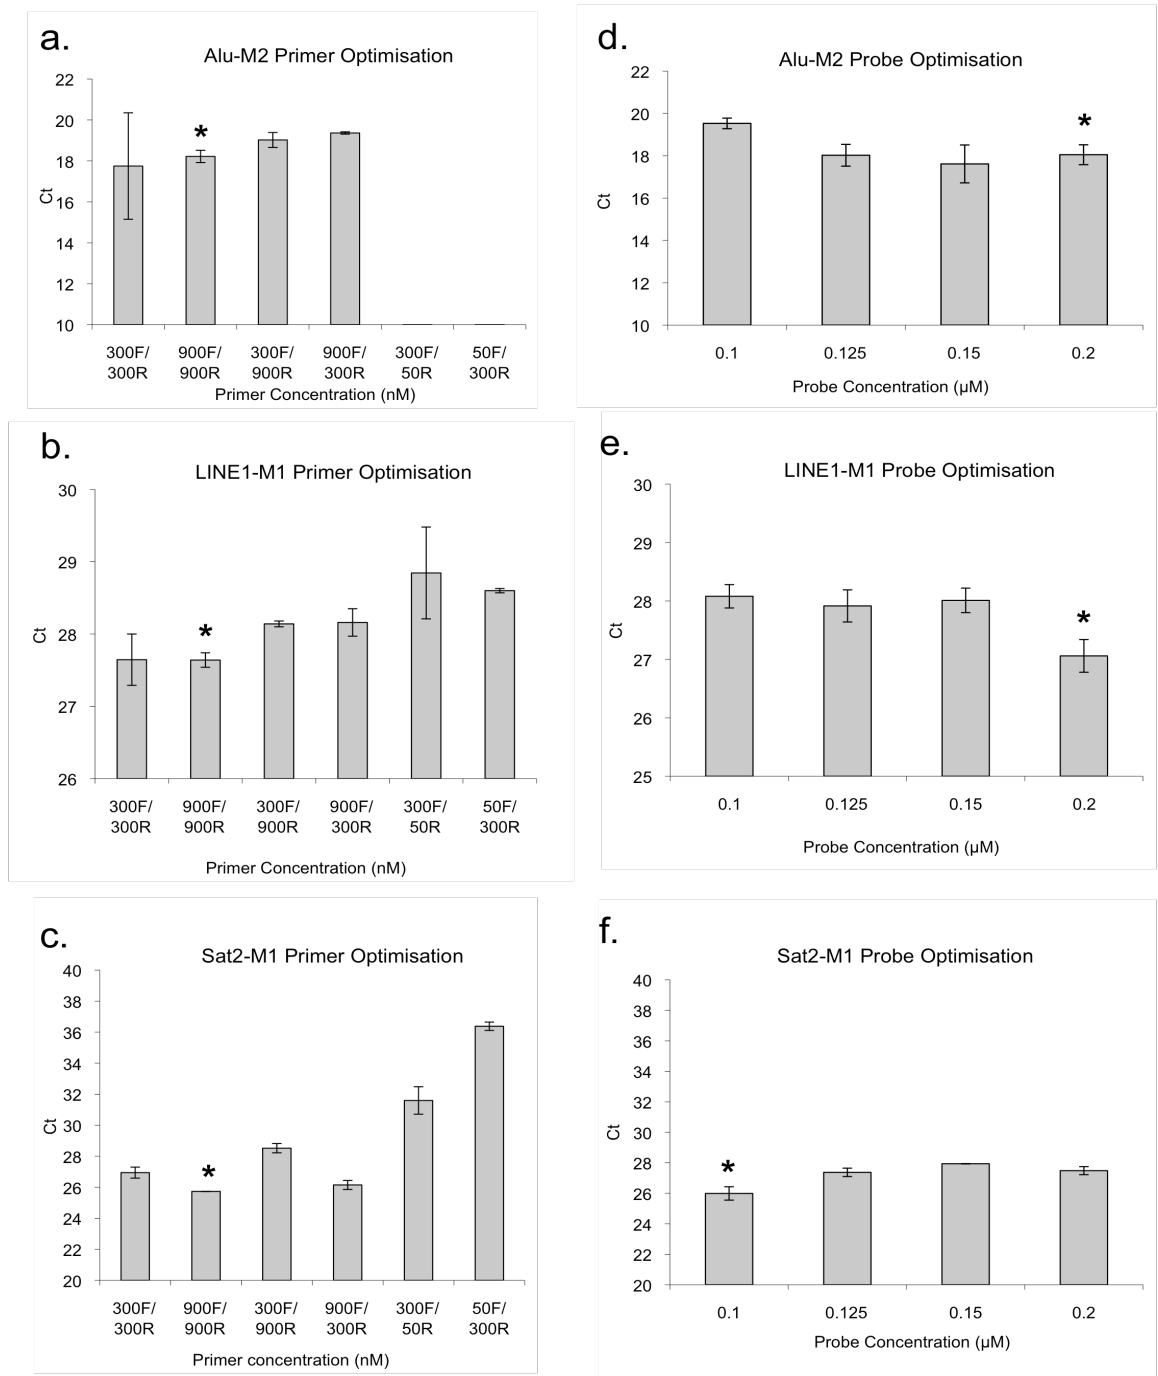 a.
Alu-M2 Primer Optimisation
22
20
18
16
14
12
10
Ct
*
300F/ 900F/ 300F/ 900F/ 300F/ 50F/
300R 900R 900R 300R 50R 300R
Primer Concentration (nM)
d.
Alu-M2 Probe Optimisation
22
20
18
16
14
12
10
Ct
*
0.1 0.125 0.15 0.2
Probe Concentration (µM)
b.
LINE1-M1 Primer Optimisation
30
29
28
27
26
Ct
*
300F/ 900F/ 300F/ 900F/ 300F/ 50F/
300R 900R 900R 300R 50R 300R
Primer Concentration (nM)
e.
LINE1-M1 Probe Optimisation
30
29
28
27
26
25
Ct
*
0.1 0.125 0.15 0.2
Probe Concentration (µM)
c.
Sat2-M1 Primer Optimisation
40
38
36
34
32
30
28
26
24
22
20
Ct
*
300F/ 900F/ 300F/ 900F/ 300F/ 50F/
300R 900R 900R 300R 50R 300R
Primer concentration (nM)
f.
Sat2-M1 Probe Optimisation
40
38
36
34
32
30
28
26
24
22
20
Ct
*
0.1 0.125 0.15 0.2
Probe Concentration (µM)